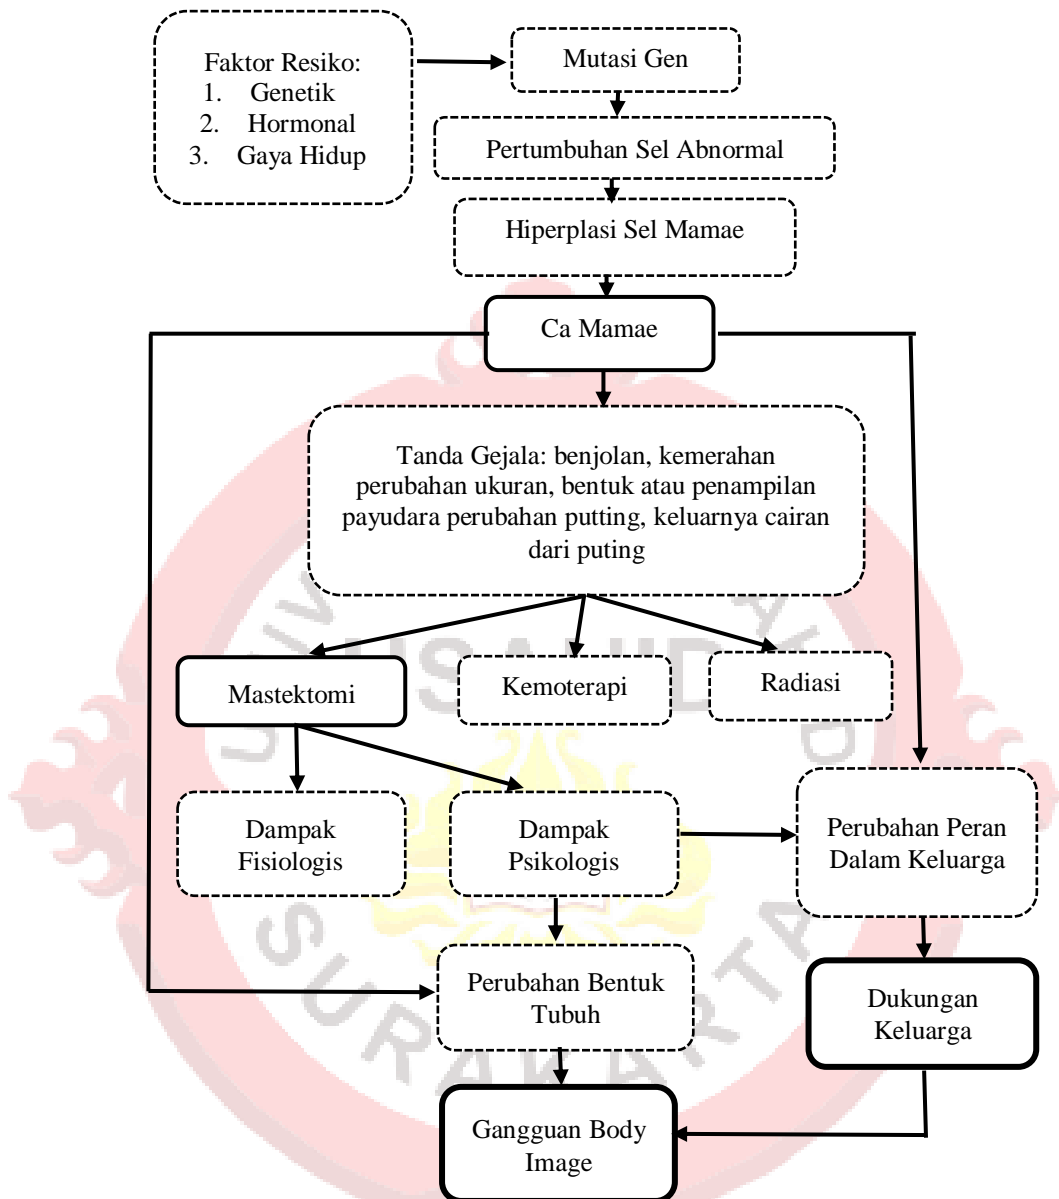 Faktor Resiko:
1. Genetik
2. Hormonal
3. Gaya Hidup
Mutasi Gen
Pertumbuhan Sel Abnormal
Hiperplasi Sel Mamae
Ca Mamae
Tanda Gejala: benjolan, kemerahan
perubahan ukuran, bentuk atau penampilan
payudara perubahan putting, keluarnya cairan
dari puting
Mastektomi
Kemoterapi
Radiasi
Dampak
Fisiologis
Dampak
Psikologis
Perubahan Peran
Dalam Keluarga
Perubahan Bentuk
Tubuh
Dukungan
Keluarga
Gangguan Body
Image
SURAKARTA